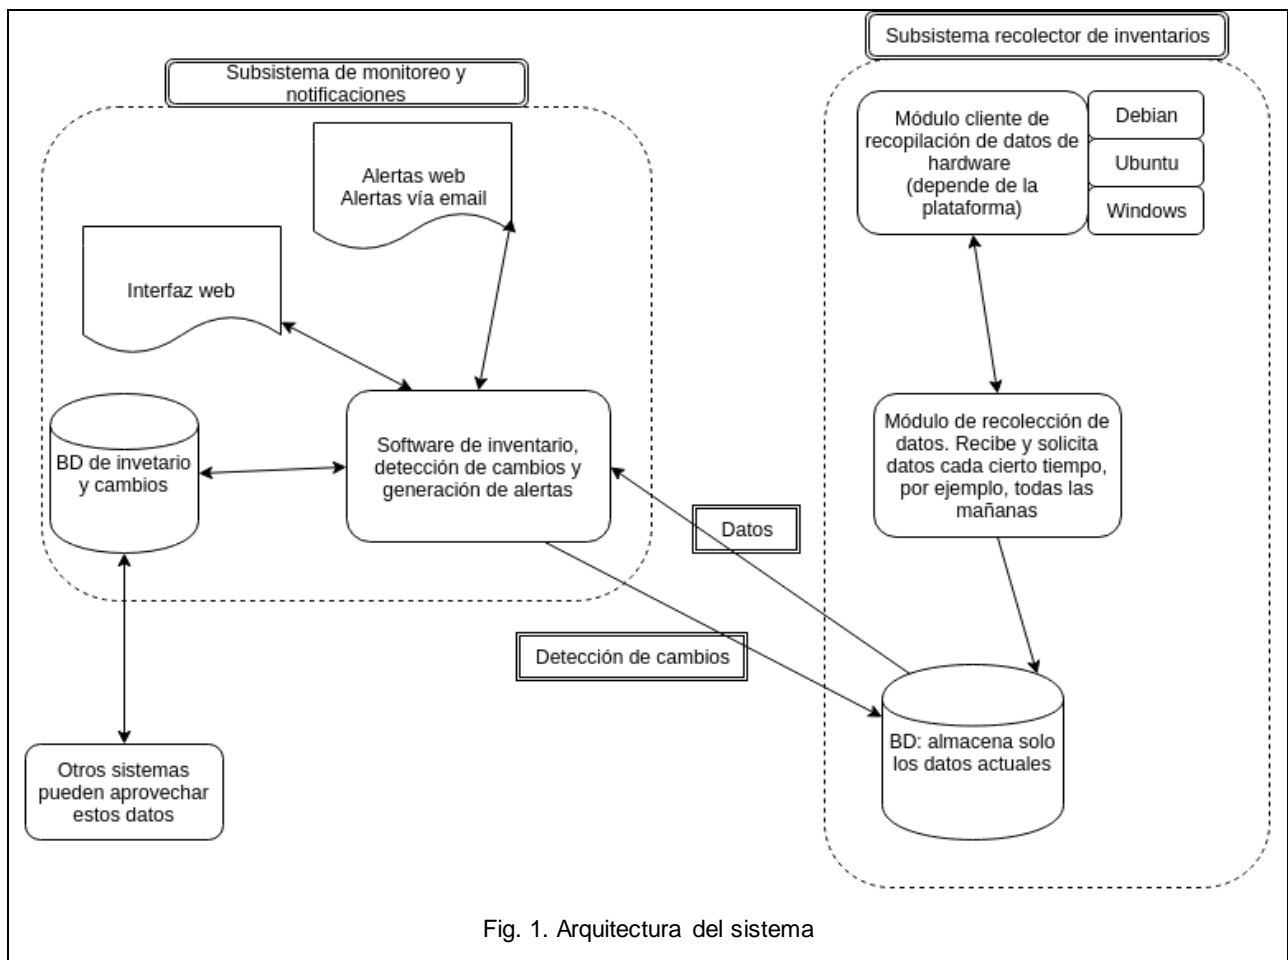 Subsistema recolector de inventarios
Subsistema de monitoreo y
notificaciones
Alertas web
Alertas vía email
Interfaz web
BD de invetario
y cambios
Software de inventario,
detección de cambios y
generación de alertas
Otros sistemas
pueden aprovechar
estos datos
Datos
Detección de cambios
Módulo cliente de
recopilación de datos de
hardware
(depende de la
plataforma)
Debian
Ubuntu
Windows
Módulo de recolección de
datos. Recibe y solicita
datos cada cierto tiempo,
por ejemplo, todas las
mañanas
BD: almacena solo
los datos actuales
Fig. 1. Arquitectura del sistema